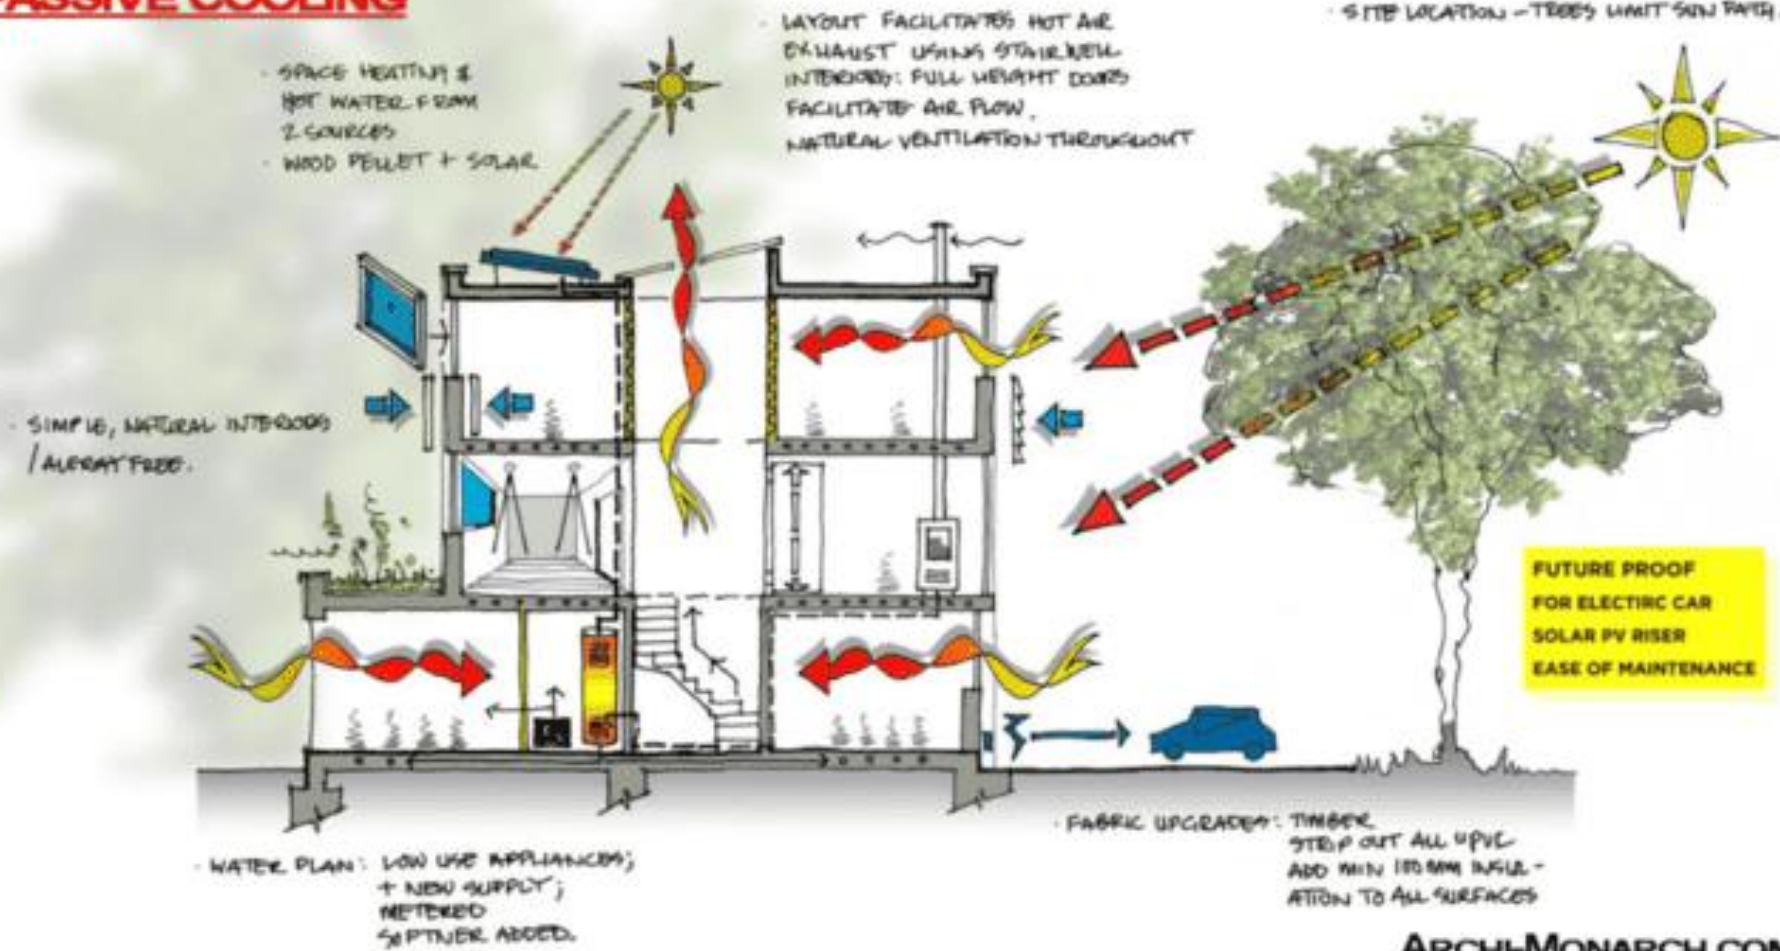 PASSIVE COOLING
· SPACE HEATING &
HOT WATER FROM
2 SOURCES
· WOOD PELLET + SOLAR
· LAYOUT FACILITATES HOT AIR
EXHAUST USING STAIRWELL
INTERIORS: FULL HEIGHT DOORS
FACILITATE AIR FLOW.
NATURAL VENTILATION THROUGHOUT
· SITE LOCATION - TREES LIMIT SUN PATH
· SIMPLE, NATURAL INTERIORS
/ FREE.
FUTURE PROOF
FOR ELECTIRC CAR
SOLAR PV RISER
EASE OF MAINTENANCE
· WATER PLAN: LOW USE APPLIANCES;
+ NEW SUPPLY;
METERED
SOFTNER ADDED.
· FABRIC UPGRADES: TIMBER
STRIP OUT ALL UPVC
ADD MIN 100MM INSUL-
ATION TO ALL SURFACES
ARCHI-MONARCH.COM